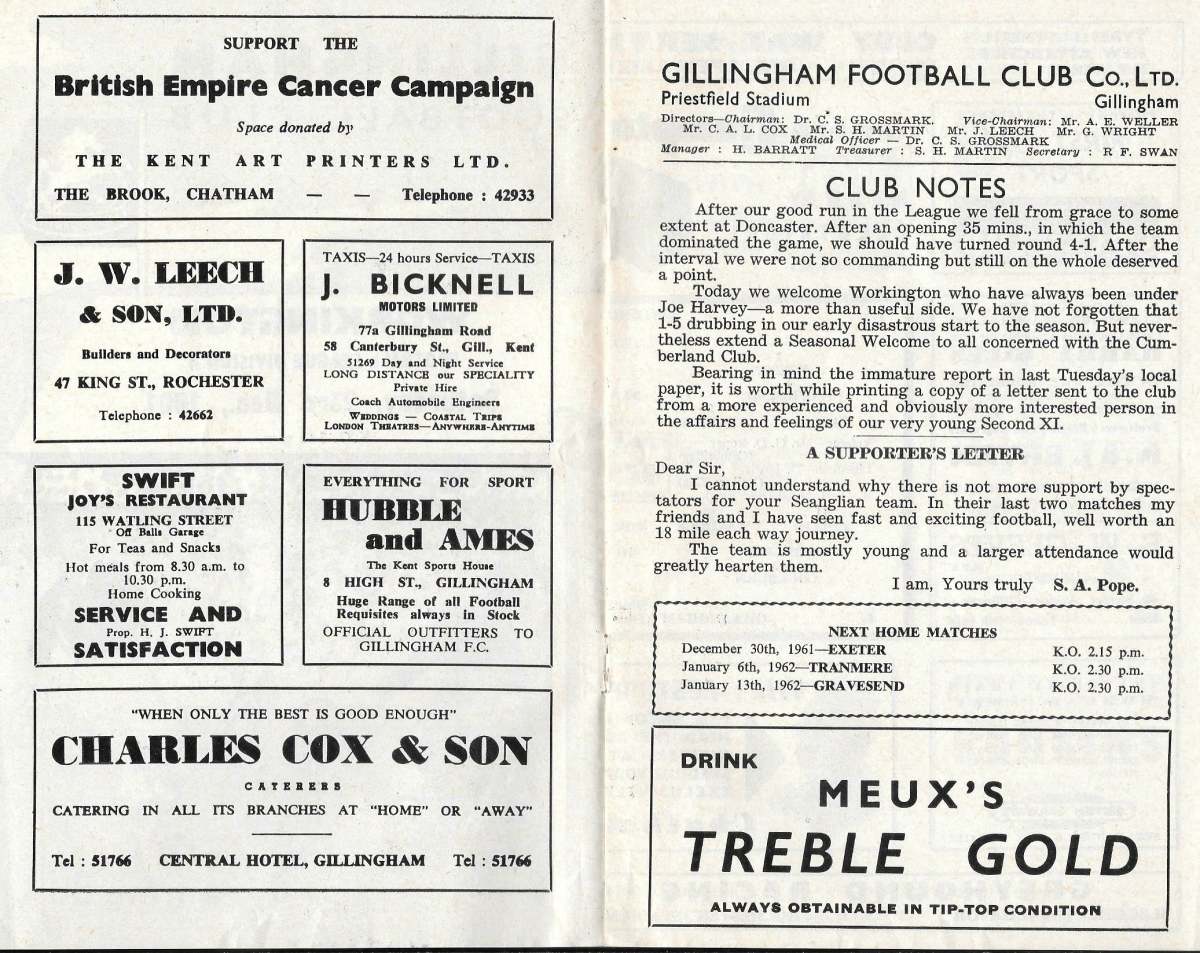 SUPPORT THE
British Empire Cancer Campaign
Space donated by
THE KENT ART PRINTERS LTD.
THE BROOK, CHATHAM — — Telephone : 42933
J. W. LEECH
& SON, LTD.
Builders and Decorators
47 KING ST., ROCHESTER
Telephone : 42662
TAXIS—24 hours Service—TAXIS
J. BICKNELL
MOTORS LIMITED
77a Gillingham Road
58 Canterbury St., Gill., Kent
51269 Day and Night Service
LONG DISTANCE our SPECIALITY
Private Hire
Coach Automobile Engineers
WEDDINGS — COASTAL TRIPS
LONDON THEATRES—ANYWHERE-ANYTIME
SWIFT
JOY'S RESTAURANT
115 WATLING STREET
Off Balls Garage
For Teas and Snacks
Hot meals from 8.30 a.m. to
10.30 p.m.
Home Cooking
SERVICE AND
Prop. H. J. SWIFT
SATISFACTION
EVERYTHING FOR SPORT
HUBBLE
and AMES
The Kent Sports House
8 HIGH ST., GILLINGHAM
Huge Range of all Football
Requisites always in Stock
OFFICIAL OUTFITTERS TO
GILLINGHAM F.C.
"WHEN ONLY THE BEST IS GOOD ENOUGH"
CHARLES COX & SON
CATERERS
CATERING IN ALL ITS BRANCHES AT "HOME" OR "AWAY"
Tel : 51766 CENTRAL HOTEL, GILLINGHAM Tel : 51766
GILLINGHAM FOOTBALL CLUB Co., LTD.
Priestfield Stadium Gillingham
Directors—Chairman: Dr. C. S. GROSSMARK. Vice-Chairman: Mr. A. E. WELLER
Mr. C. A. L. COX Mr. S. H. MARTIN Mr. J. LEECH Mr. G. WRIGHT
Medical Officer — Dr. C. S. GROSSMARK
Manager : H. BARRATT Treasurer : S. H. MARTIN Secretary : R F. SWAN
CLUB NOTES
After our good run in the League we fell from grace to some
extent at Doncaster. After an opening 35 mins., in which the team
dominated the game, we should have turned round 4-1. After the
interval we were not so commanding but still on the whole deserved
a point.
Today we welcome Workington who have always been under
Joe Harvey—a more than useful side. We have not forgotten that
1-5 drubbing in our early disastrous start to the season. But never-
theless extend a Seasonal Welcome to all concerned with the Cum-
berland Club.
Bearing in mind the immature report in last Tuesday's local
paper, it is worth while printing a copy of a letter sent to the club
from a more experienced and obviously more interested person in
the affairs and feelings of our very young Second XI.
A SUPPORTER'S LETTER
Dear Sir,
I cannot understand why there is not more support by spec-
tators for your Seanglian team. In their last two matches my
friends and I have seen fast and exciting football, well worth an
18 mile each way journey.
The team is mostly young and a larger attendance would
greatly hearten them.
I am, Yours truly S. A. Pope.
NEXT HOME MATCHES
December 30th, 1961—EXETER K.O. 2.15 p.m.
January 6th, 1962—TRANMERE K.O. 2.30 p.m.
January 13th, 1962—GRAVESEND K.O. 2.30 p.m.
DRINK
MEUX'S
TREBLE GOLD
ALWAYS OBTAINABLE IN TIP-TOP CONDITION